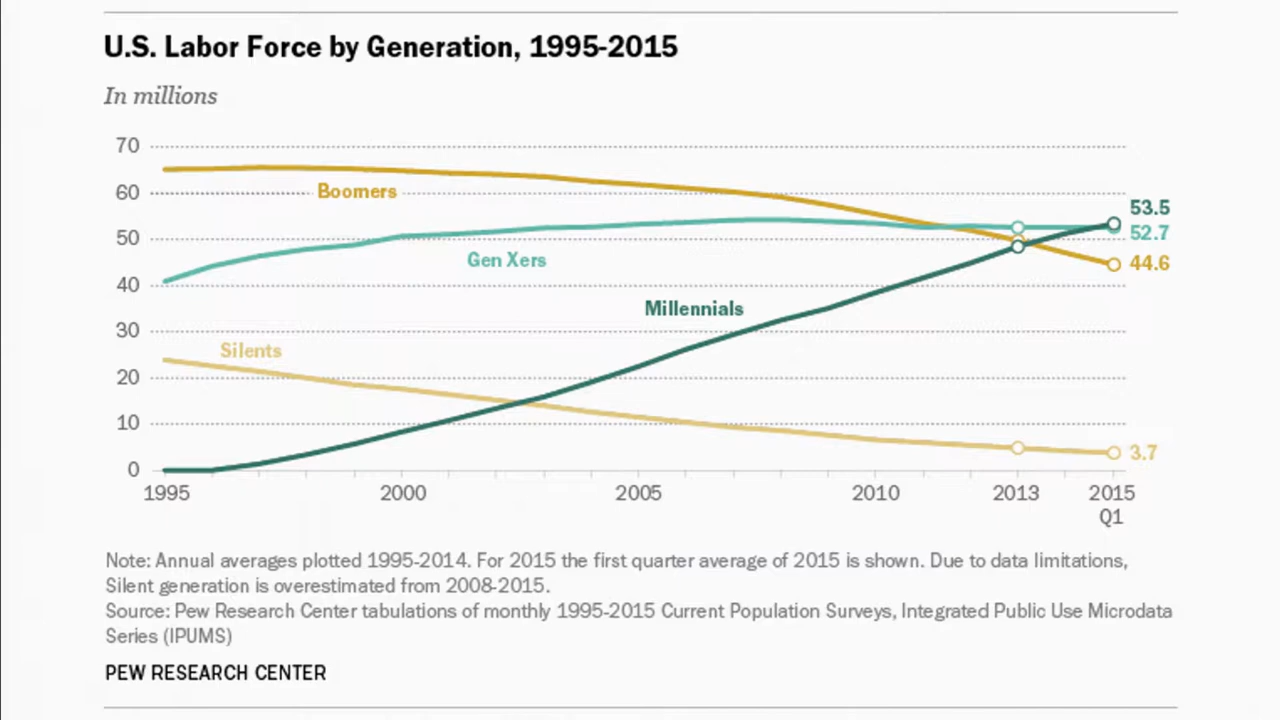 U.S. Labor Force by Generation, 1995-2015
In millions
70
60
50
40
30
20
10
0
Boomers
Gen Xers
Millennials
Silents
53.5
52.7
44.6
3.7
1995 2000 2005 2010 2013 2015
Q1
Note: Annual averages plotted 1995-2014. For 2015 the first quarter average of 2015 is shown. Due to data limitations,
Silent generation is overestimated from 2008-2015.
Source: Pew Research Center tabulations of monthly 1995-2015 Current Population Surveys, Integrated Public Use Microdata
Series (IPUMS)
PEW RESEARCH CENTER